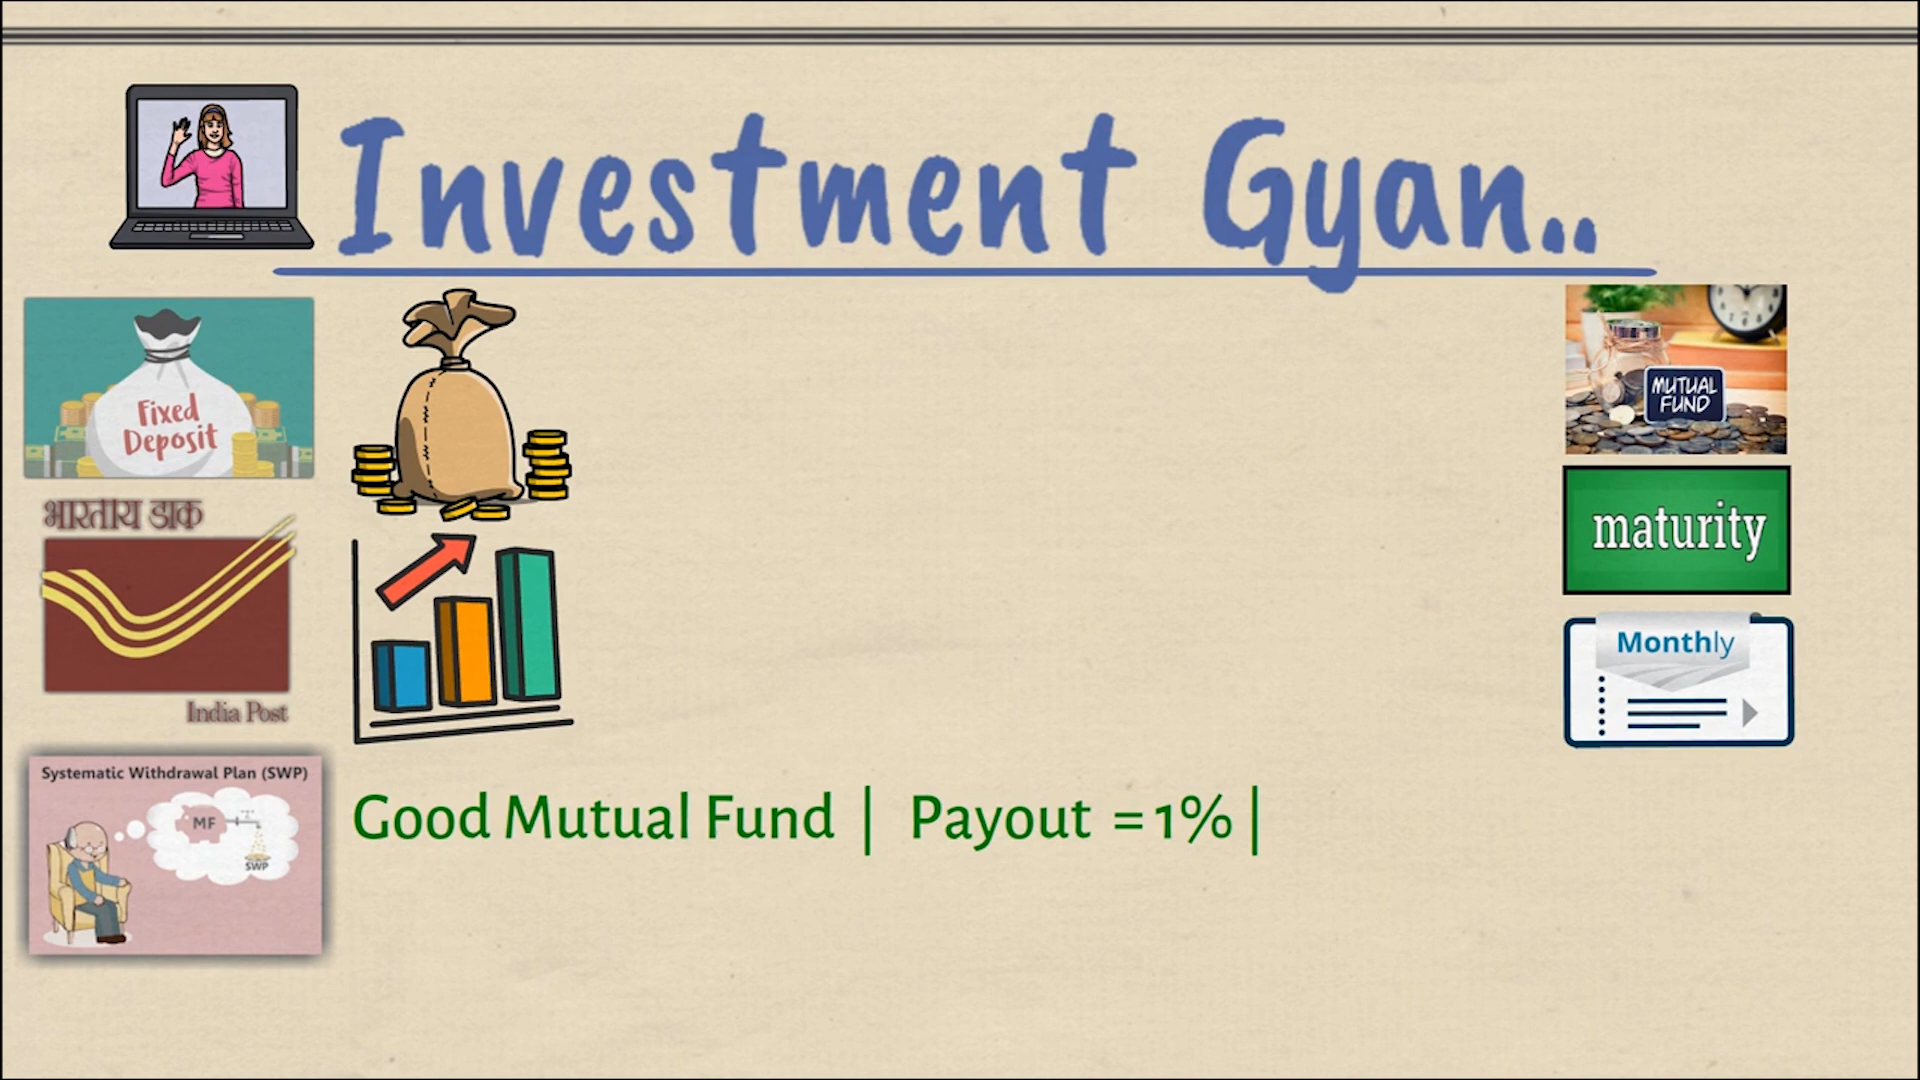 Investment Gyan..
Fixed
Deposit
MUTUAL
FUND
भारतीय डाक
maturity
Monthly
India Post
Systematic Withdrawal Plan (SWP)
MF
SWP
Good Mutual Fund | Payout = 1% |